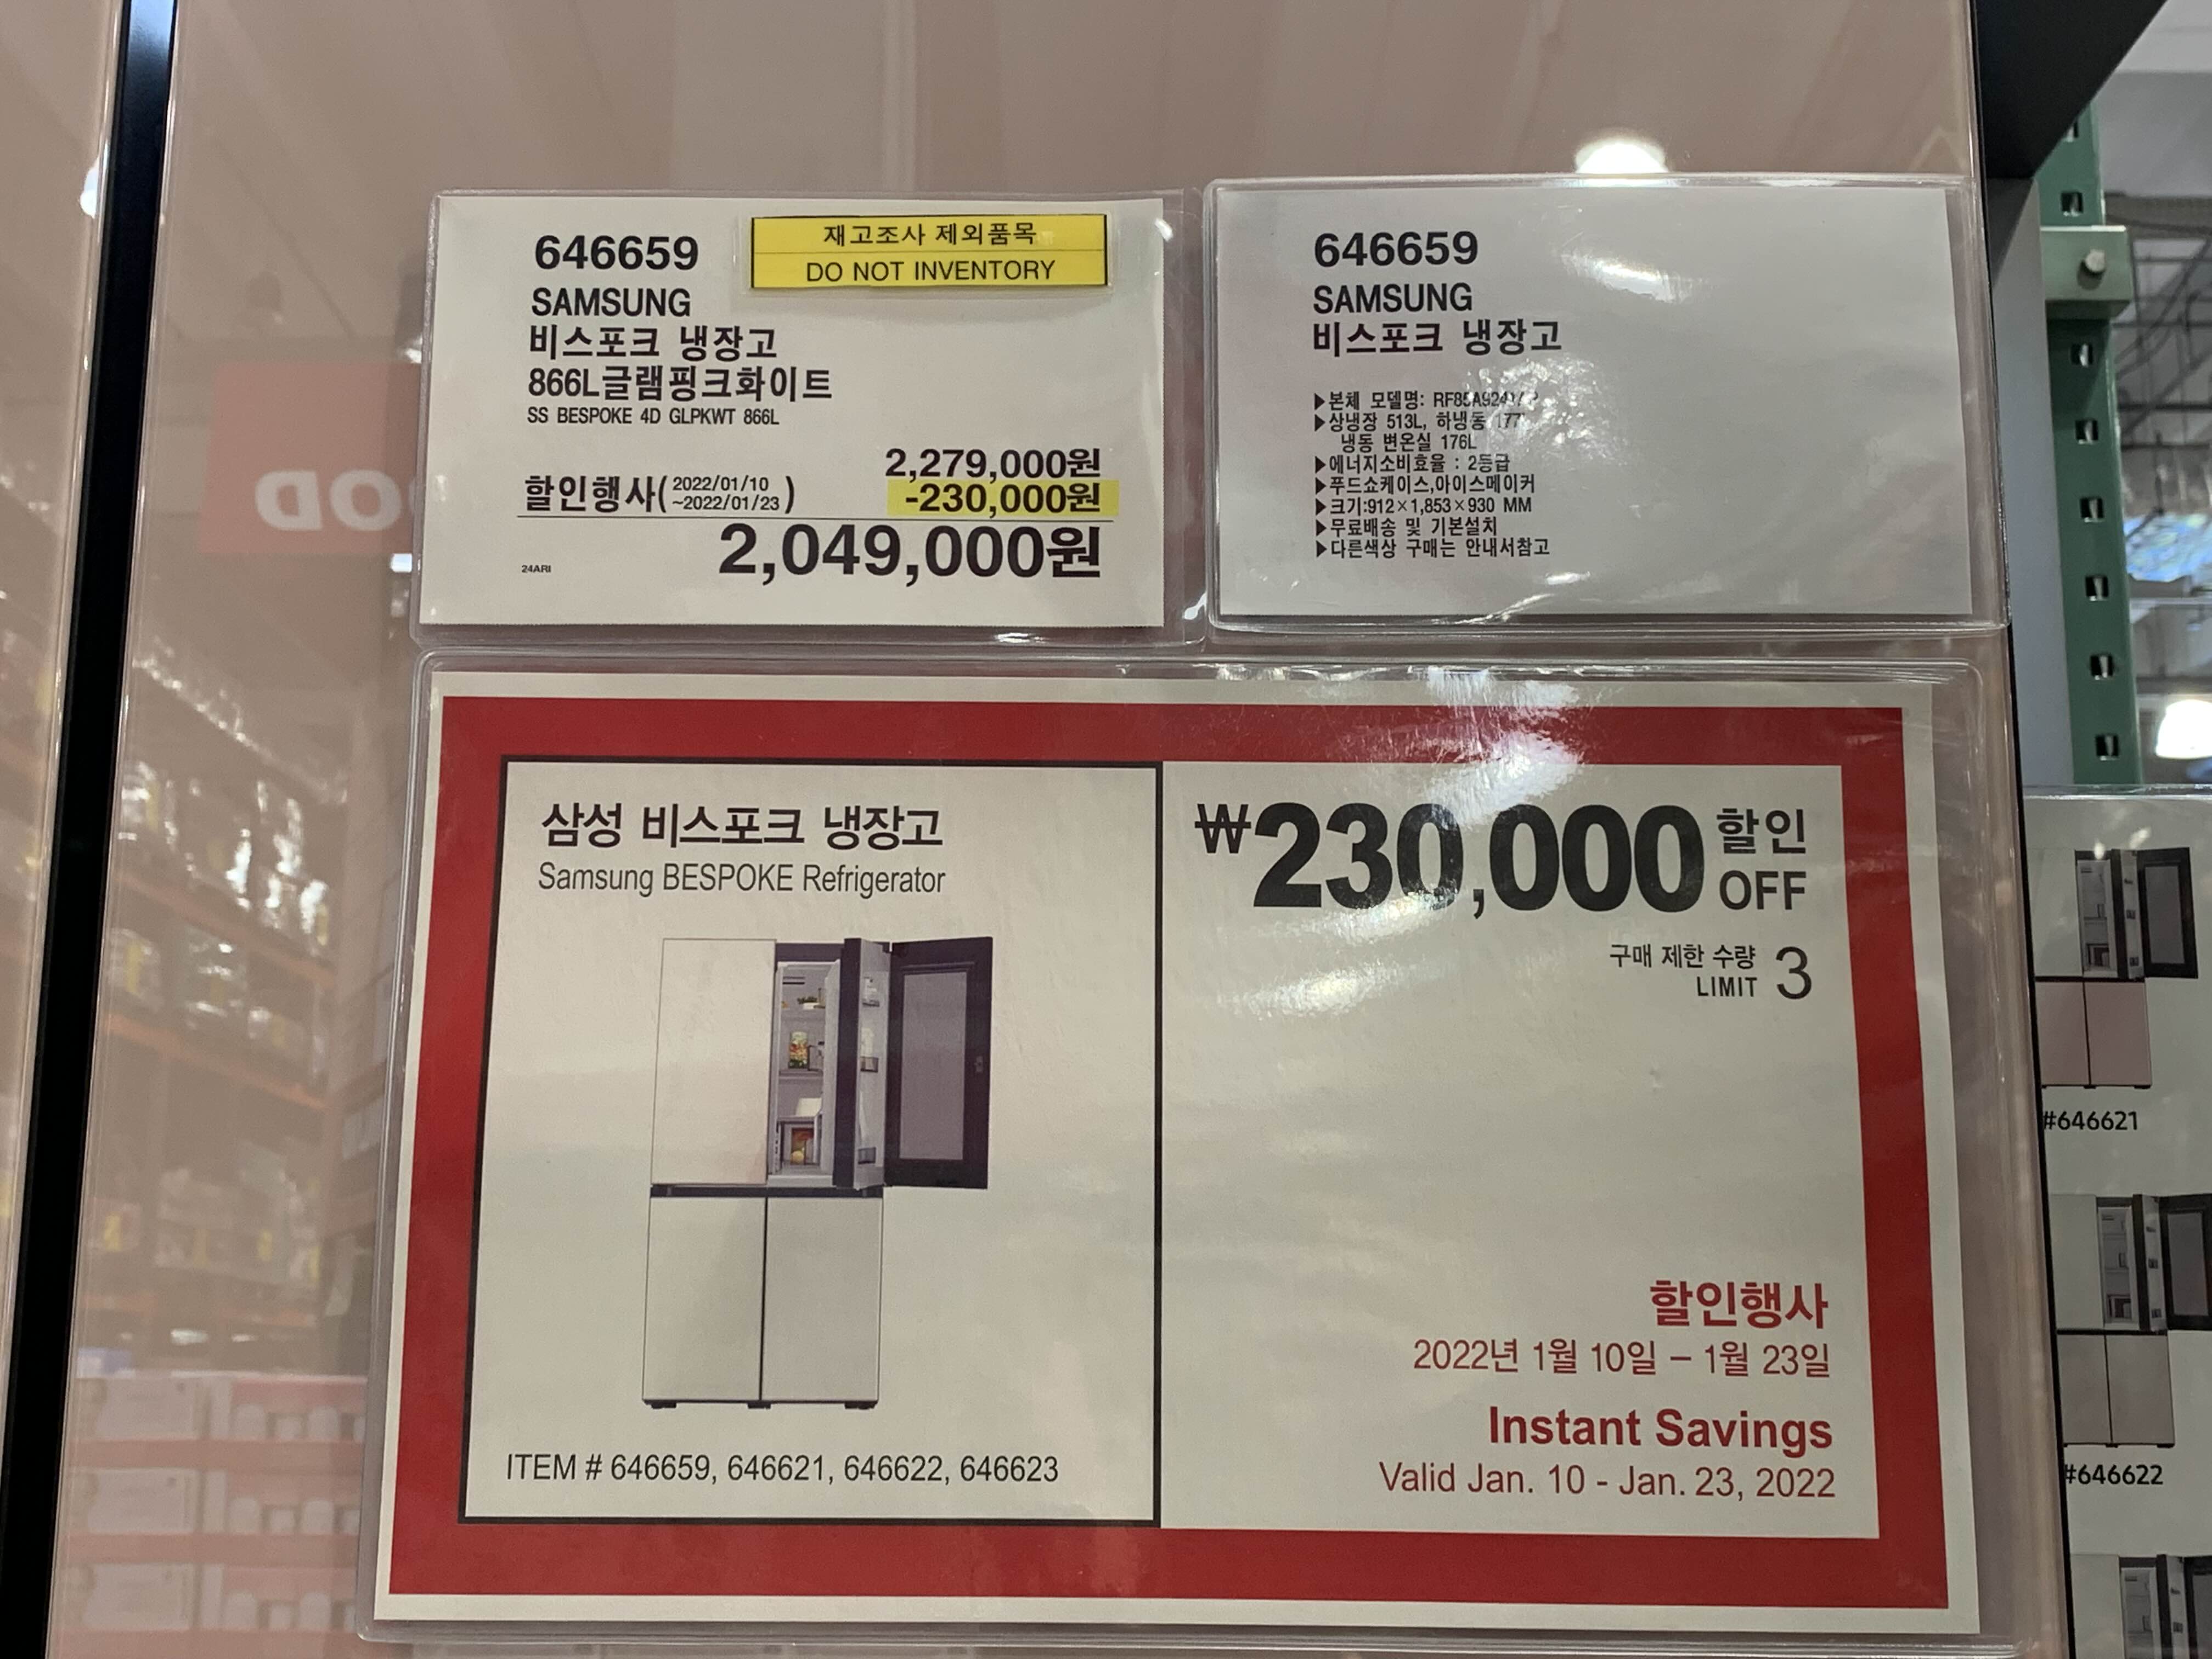 646659
재고조사 제외품목
DO NOT INVENTORY
SAMSUNG
비스포크 냉장고
866L글램핑크화이트
SS BESPOKE 4D GLPKWT 866L
2,279,000원
할인행사(2022/01/10
~2022/01/23)
-230,000원
2,049,000원
24ARI
646659
SAMSUNG
비스포크 냉장고
▶본체 모델명:
▶상냉장 513L, 하냉동 177
냉동 변온실 176L
▶에너지소비효율 : 2등급
▶푸드쇼케이스,아이스메이커
▶크기:912×1,853×930 MM
▶무료배송 및 기본설치
▶다른색상 구매는 안내서참고
삼성 비스포크 냉장고
Samsung BESPOKE Refrigerator
ITEM # 646659, 646621, 646622, 646623
₩230,000 할인
OFF
구매 제한 수량
LIMIT 3
할인행사
2022년 1월 10일 – 1월 23일
Instant Savings
Valid Jan. 10 - Jan. 23, 2022
#646621
#646622